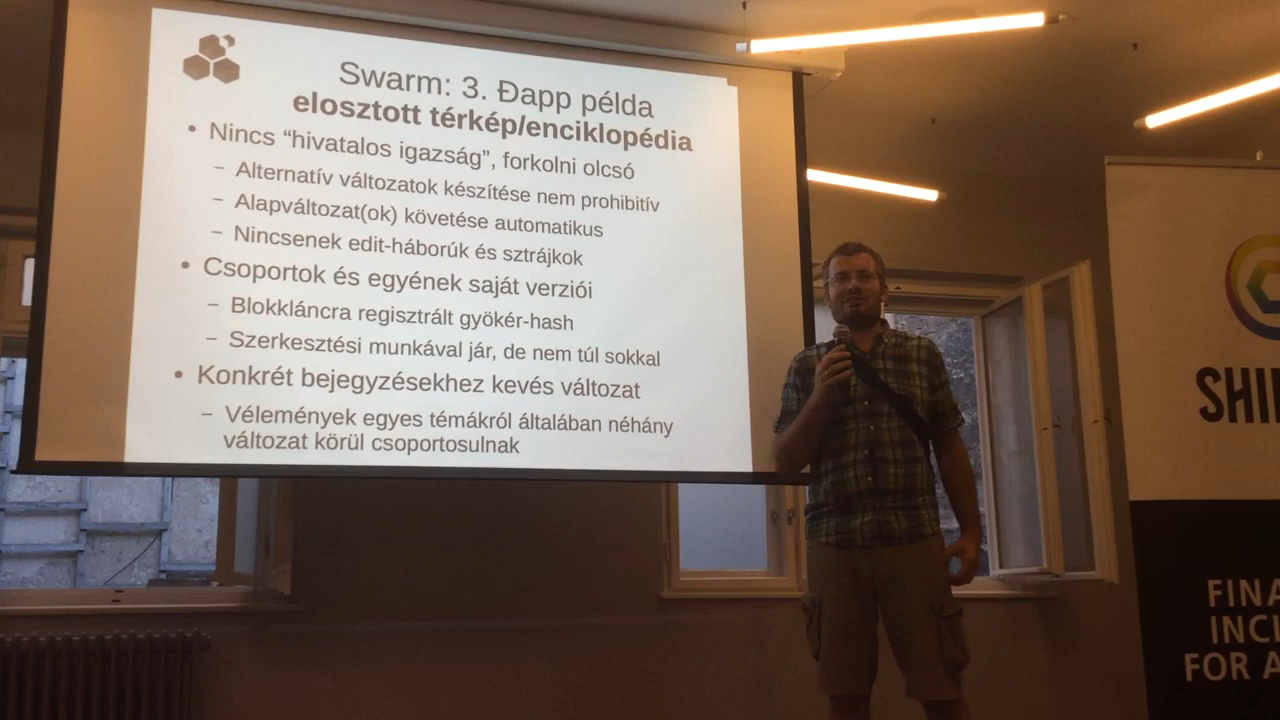 Swarm: 3. Đapp példa
elosztott térkép/enciklopédia
• Nincs “hivatalos igazság”, forkolni olcsó
– Alternatív változatok készítése nem prohibitív
– Alapváltozat(ok) követése automatikus
– Nincsenek edit-háborúk és sztrájkok
• Csoportok és egyének saját verziói
– Blokkláncra regisztrált gyökér-hash
– Szerkesztési munkával jár, de nem túl sokkal
• Konkrét bejegyzésekhez kevés változat
– Vélemények egyes témákról általában néhány
változat körül csoportosulnak
SHI
FINA
INCL
FOR A